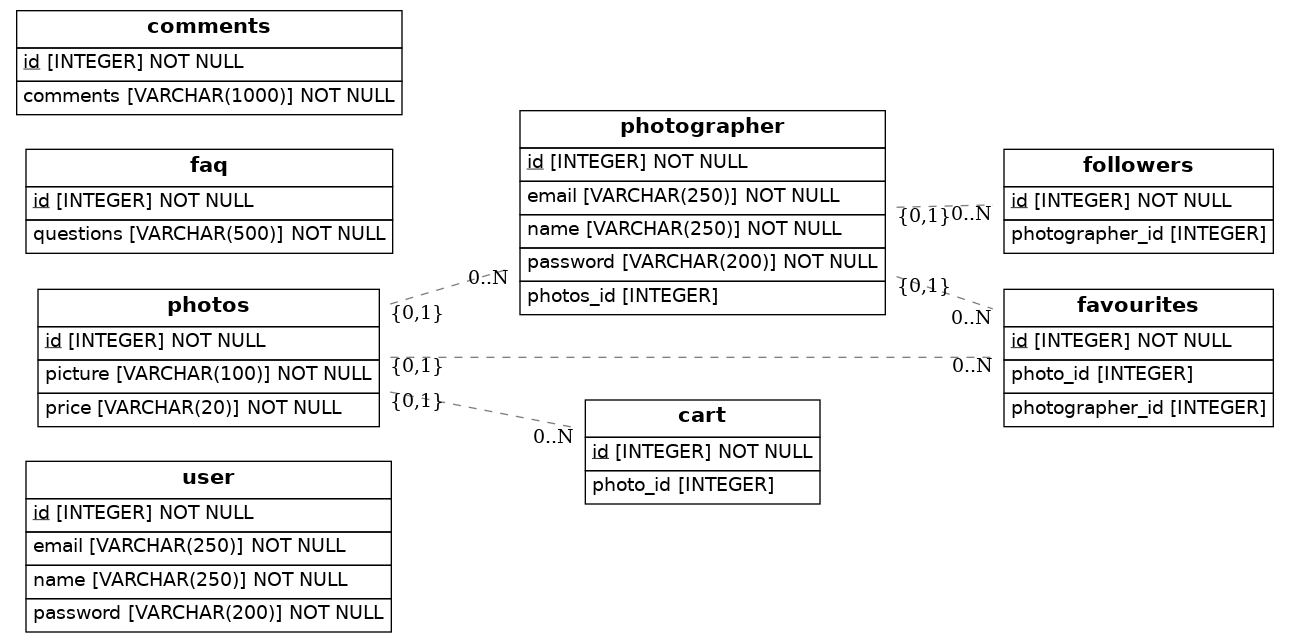 comments
id [INTEGER] NOT NULL
comments [VARCHAR(1000)] NOT NULL
faq
id [INTEGER] NOT NULL
questions [VARCHAR(500)] NOT NULL
photos
id [INTEGER] NOT NULL
picture [VARCHAR(100)] NOT NULL
price [VARCHAR(20)] NOT NULL
user
id [INTEGER] NOT NULL
email [VARCHAR(250)] NOT NULL
name [VARCHAR(250)] NOT NULL
password [VARCHAR(200)] NOT NULL
{0,1}
0..N
{0,1}
0..N
{0,1}
0..N
photographer
id [INTEGER] NOT NULL
email [VARCHAR(250)] NOT NULL
name [VARCHAR(250)] NOT NULL
password [VARCHAR(200)] NOT NULL
photos_id [INTEGER]
cart
id [INTEGER] NOT NULL
photo_id [INTEGER]
{0,1}
0..N
{0,1}
0..N
followers
id [INTEGER] NOT NULL
photographer_id [INTEGER]
favourites
id [INTEGER] NOT NULL
photo_id [INTEGER]
photographer_id [INTEGER]